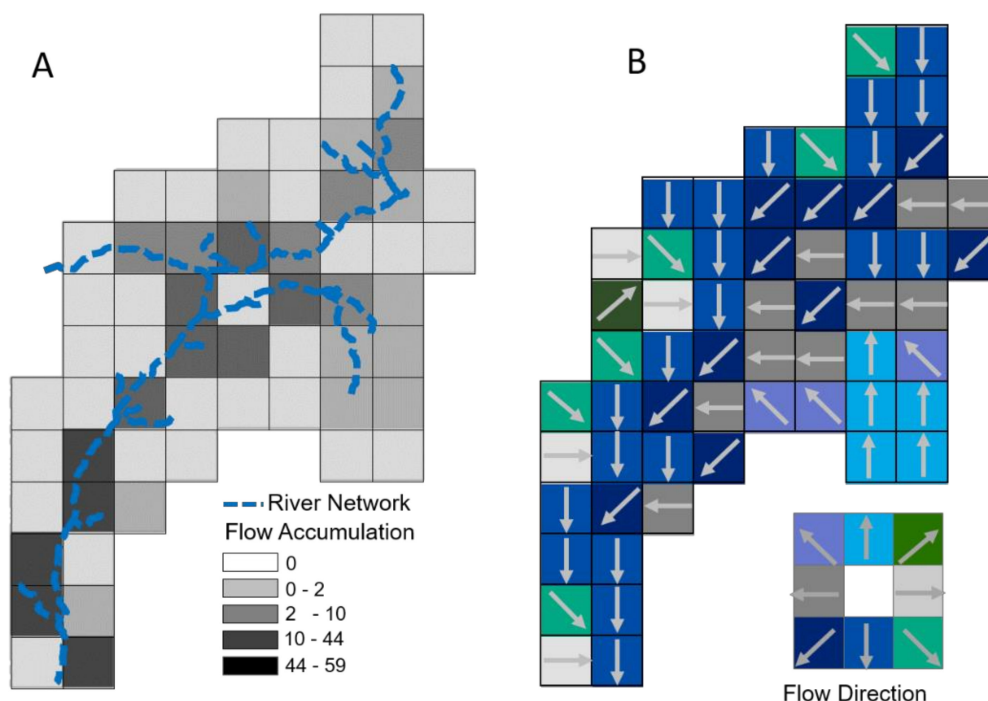 A
B
River Network
Flow Accumulation
0
0 - 2
2 - 10
10 - 44
44 - 59
Flow Direction